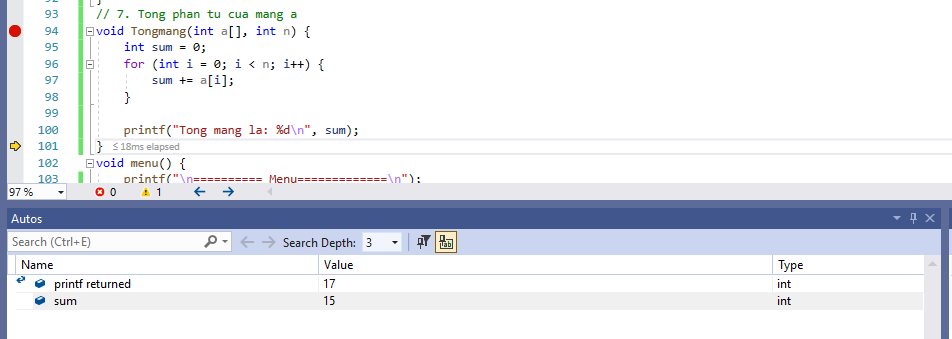 92 }
93 // 7. Tong phan tu cua mang a
94 void Tongmang(int a[], int n) {
95 int sum = 0;
96 for (int i = 0; i < n; i++) {
97 sum += a[i];
98 }
99
100 printf("Tong mang la: %d\n", sum);
101 } ≤ 18ms elapsed
102 void menu() {
103 printf("\n========== Menu=============\n");
97 % 0 1
Autos
Search (Ctrl+E) Search Depth: 3
Name Value Type
printf returned 17 int
sum 15 int